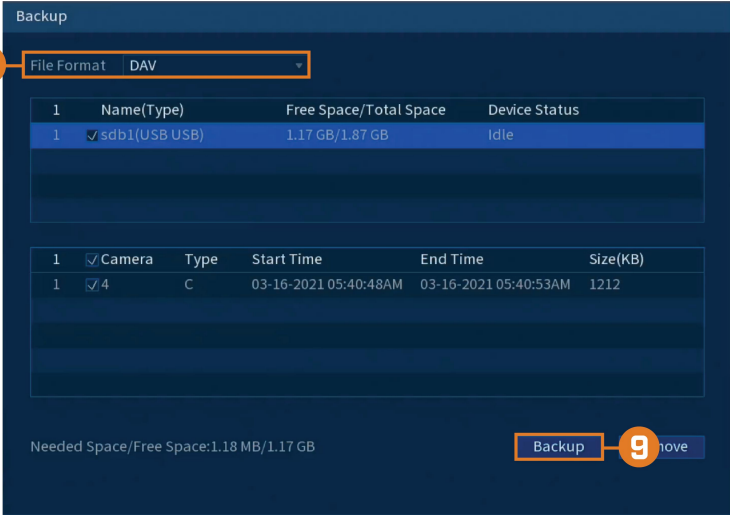 Backup
File Format DAV
1 Name(Type) Free Space/Total Space Device Status
1 sdb1(USB USB) 1.17 GB/1.87 GB Idle
1 Camera Type Start Time End Time Size(KB)
1 4 C 03-16-2021 05:40:48AM 03-16-2021 05:40:53AM 1212
Needed Space/Free Space:1.18 MB/1.17 GB
Backup 9 nove